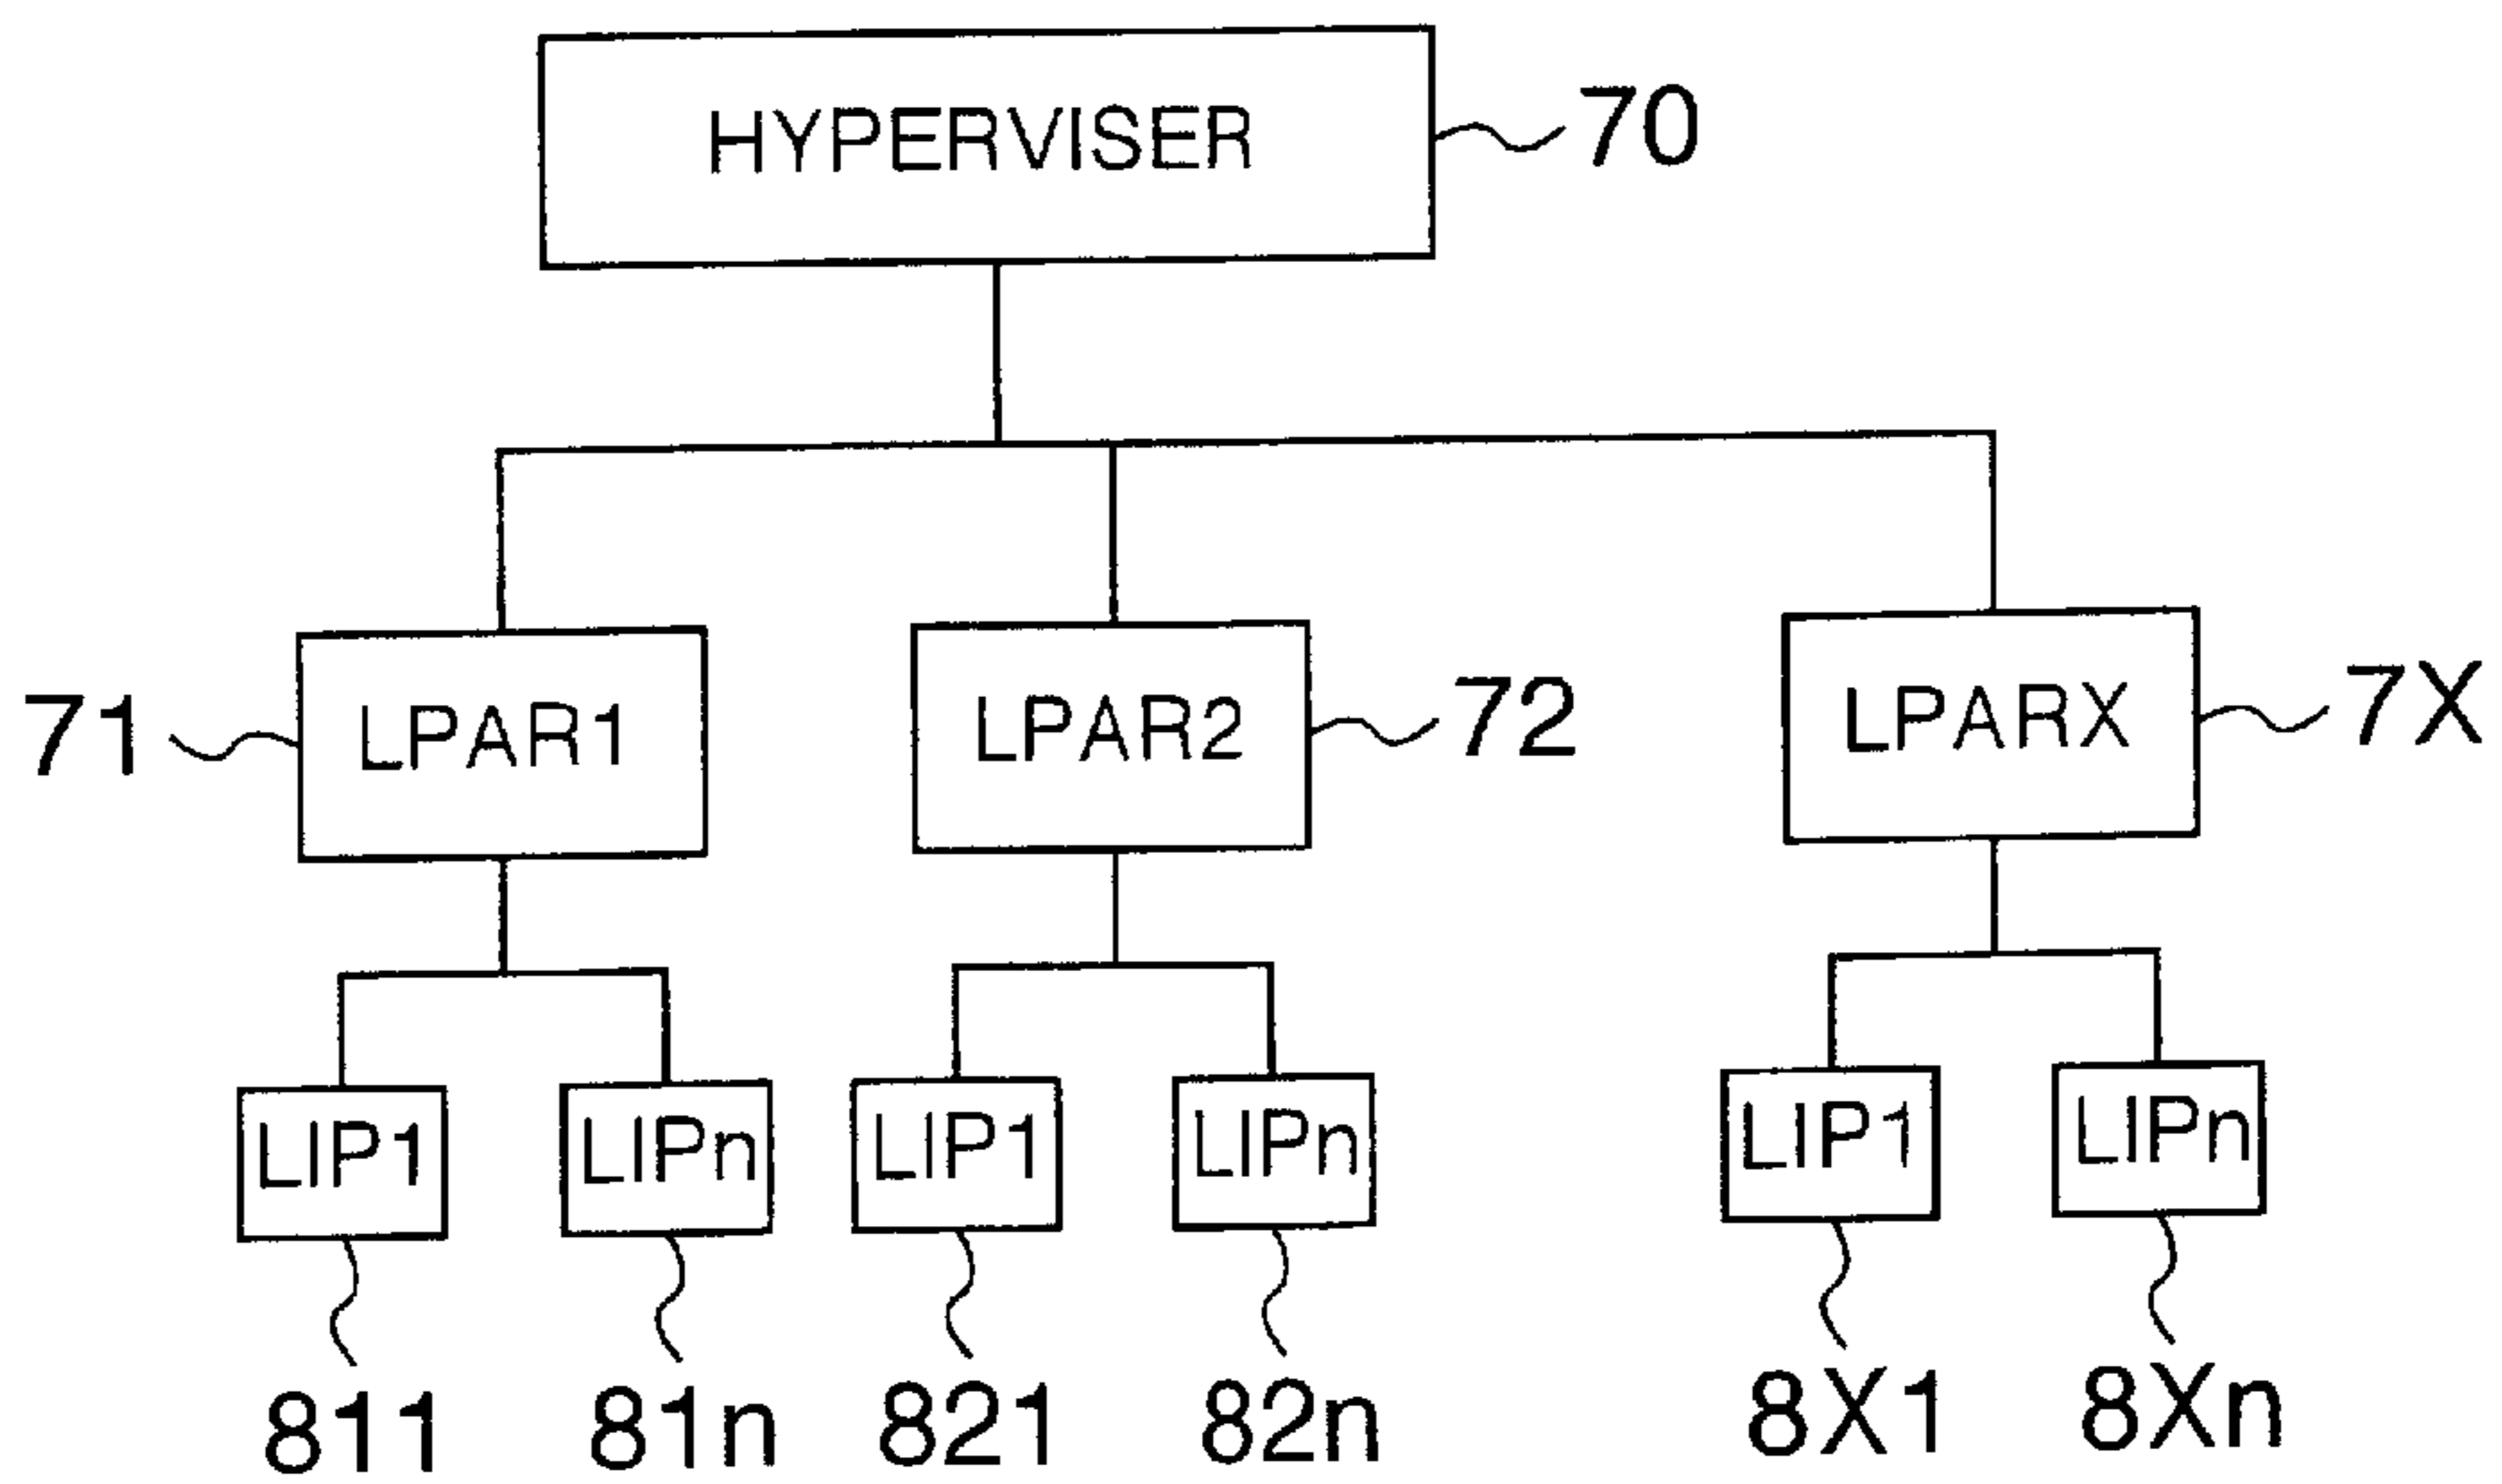 HYPERVISER 70
71 LPAR1 LPAR2 72 LPARX 7X
LIP1 LIPn LIP1 LIPn LIP1 LIPn
811 81n 821 82n 8X1 8Xn